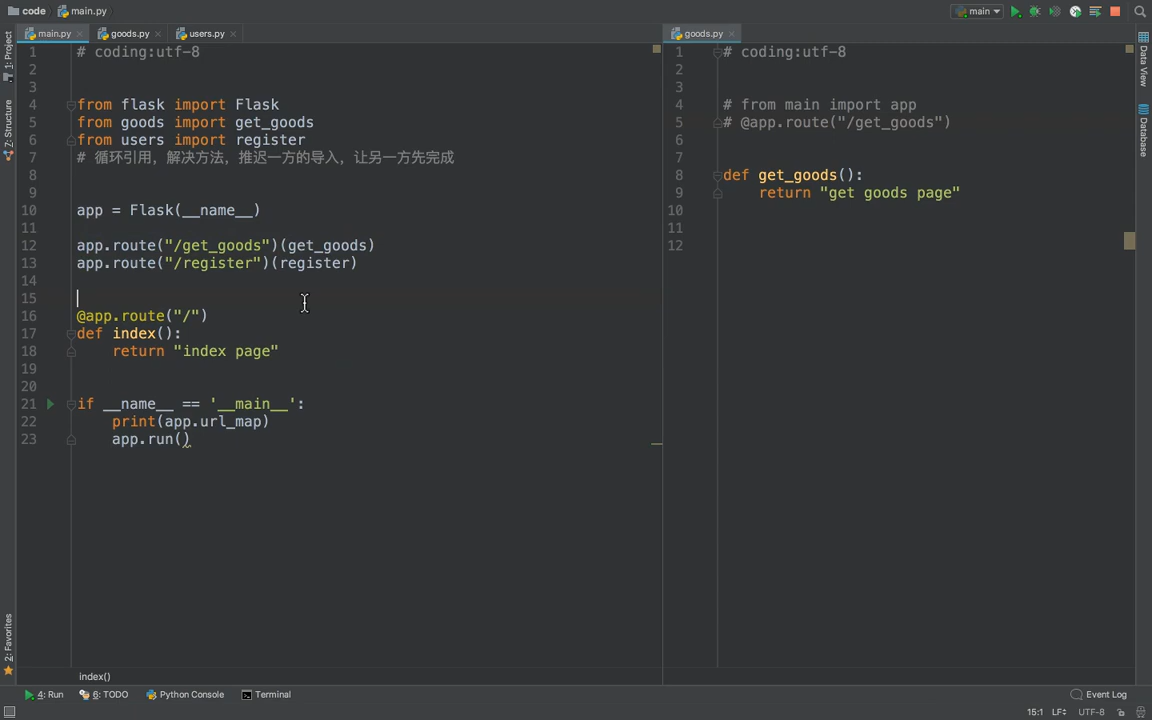 code main.py
main
main.py goods.py users.py
goods.py
1: Project
Z: Structure
2: Favorites
Data View
Database
1 # coding:utf-8
2
3
4 from flask import Flask
5 from goods import get_goods
6 from users import register
7 # 循环引用，解决方法，推迟一方的导入，让另一方先完成
8
9
10 app = Flask(__name__)
11
12 app.route("/get_goods")(get_goods)
13 app.route("/register")(register)
14
15
16 @app.route("/")
17 def index():
18 return "index page"
19
20
21 if __name__ == '__main__':
22 print(app.url_map)
23 app.run()
1 # coding:utf-8
2
3
4 # from main import app
5 # @app.route("/get_goods")
6
7
8 def get_goods():
9 return "get goods page"
10
11
12
index()
4: Run 6: TODO Python Console Terminal
Event Log
15:1 LF UTF-8